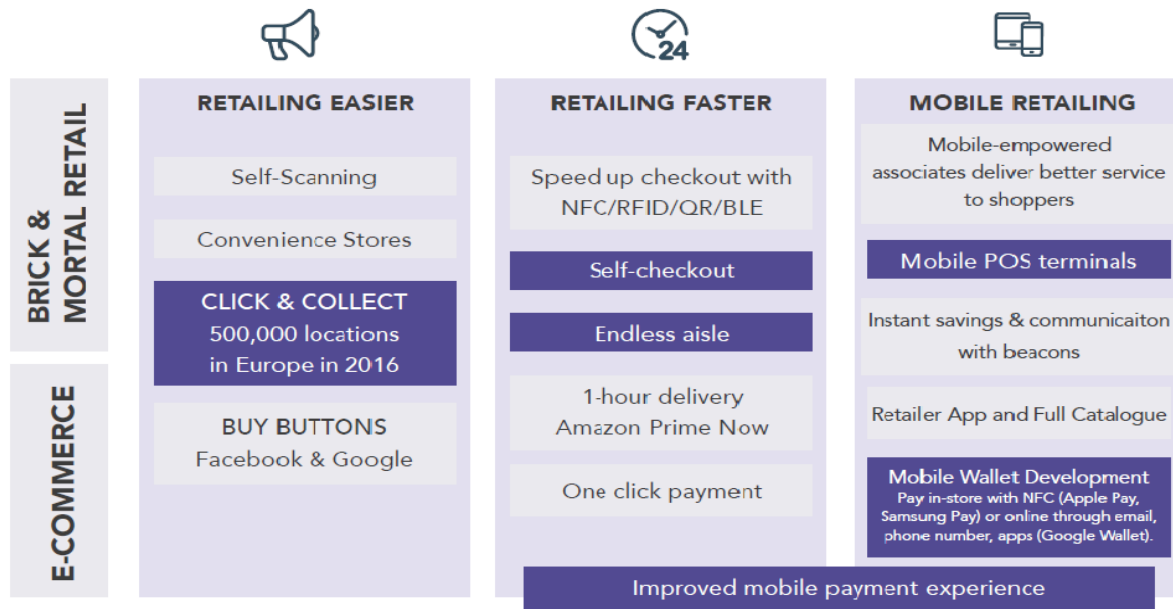 24
BRICK &
MORTAL RETAIL
E-COMMERCE
RETAILING EASIER
Self-Scanning
Convenience Stores
CLICK & COLLECT
500,000 locations
in Europe in 2016
BUY BUTTONS
Facebook & Google
RETAILING FASTER
Speed up checkout with
NFC/RFID/QR/BLE
Self-checkout
Endless aisle
1-hour delivery
Amazon Prime Now
One click payment
MOBILE RETAILING
Mobile-empowered
associates deliver better service
to shoppers
Mobile POS terminals
Instant savings & communicaiton
with beacons
Retailer App and Full Catalogue
Mobile Wallet Development
Pay in-store with NFC (Apple Pay,
Samsung Pay) or online through email,
phone number, apps (Google Wallet).
Improved mobile payment experience